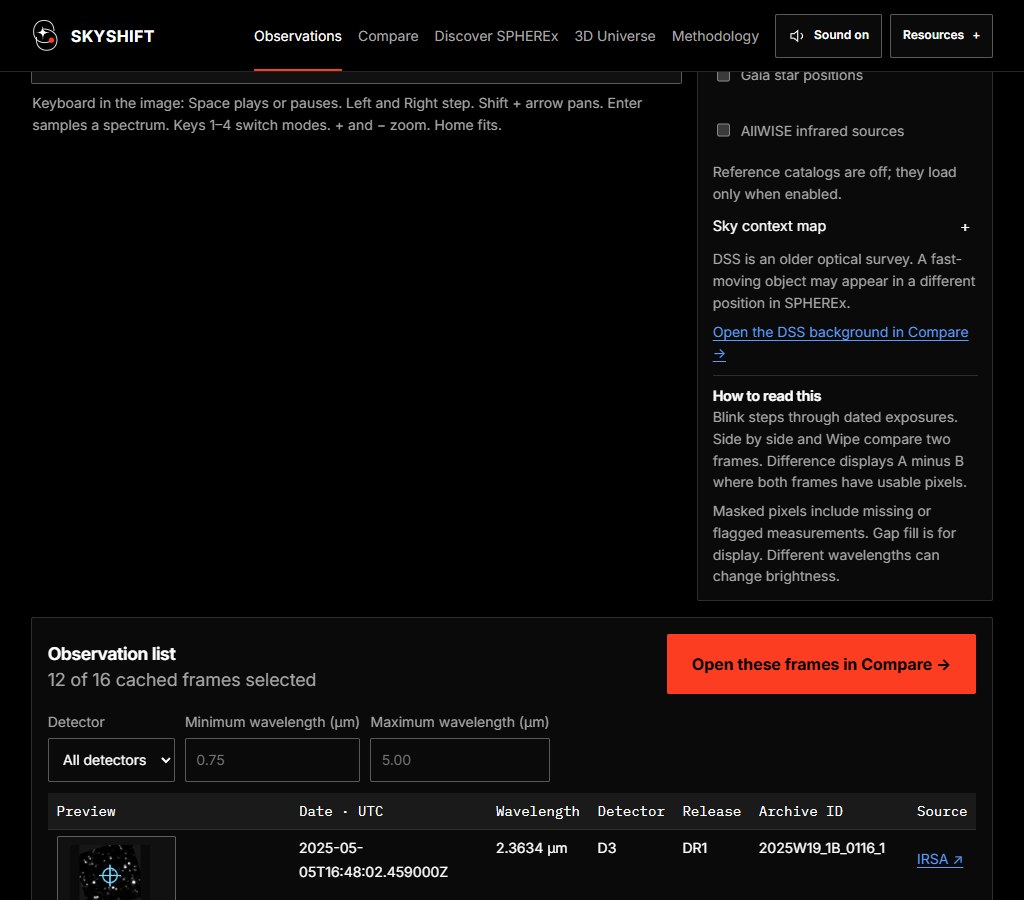 SKYSHIFT
Observations
Compare
Discover SPHEREx
3D Universe
Methodology
Sound on
Resources +
Keyboard in the image: Space plays or pauses. Left and Right step. Shift + arrow pans. Enter
samples a spectrum. Keys 1–4 switch modes. + and − zoom. Home fits.
Gaia star positions
AllWISE infrared sources
Reference catalogs are off; they load
only when enabled.
Sky context map +
DSS is an older optical survey. A fast-
moving object may appear in a different
position in SPHEREx.
Open the DSS background in Compare
→
How to read this
Blink steps through dated exposures.
Side by side and Wipe compare two
frames. Difference displays A minus B
where both frames have usable pixels.
Masked pixels include missing or
flagged measurements. Gap fill is for
display. Different wavelengths can
change brightness.
Observation list
12 of 16 cached frames selected
Open these frames in Compare →
Detector
Minimum wavelength (μm)
Maximum wavelength (μm)
All detectors
0.75
5.00
Preview Date · UTC Wavelength Detector Release Archive ID Source
2025-05-
05T16:48:02.459000Z
2.3634 μm
D3
DR1
2025W19_1B_0116_1
IRSA ↗